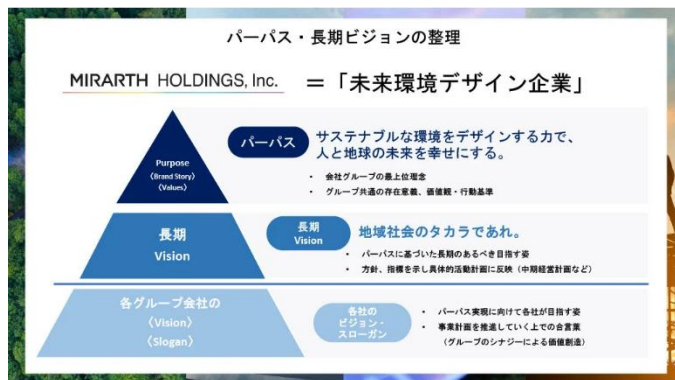 パーパス・長期ビジョンの整理
MIRARTH HOLDINGS, Inc. ＝「未来環境デザイン企業」
Purpose
〈Brand Story〉
〈Values〉
パーパス
サステナブルな環境をデザインする力で、
人と地球の未来を幸せにする。
• 会社グループの最上位理念
• グループ共通の存在意義、価値観・行動基準
長期
Vision
長期
Vision
地域社会のタカラであれ。
• パーパスに基づいた長期のあるべき目指す姿
• 方針、指標を示し具体的活動計画に反映（中期経営計画など）
各グループ会社の
〈Vision〉
〈Slogan〉
各社の
ビジョン・
スローガン
• パーパス実現に向けて各社が目指す姿
• 事業計画を推進していく上での合言葉
（グループのシナジーによる価値創造）